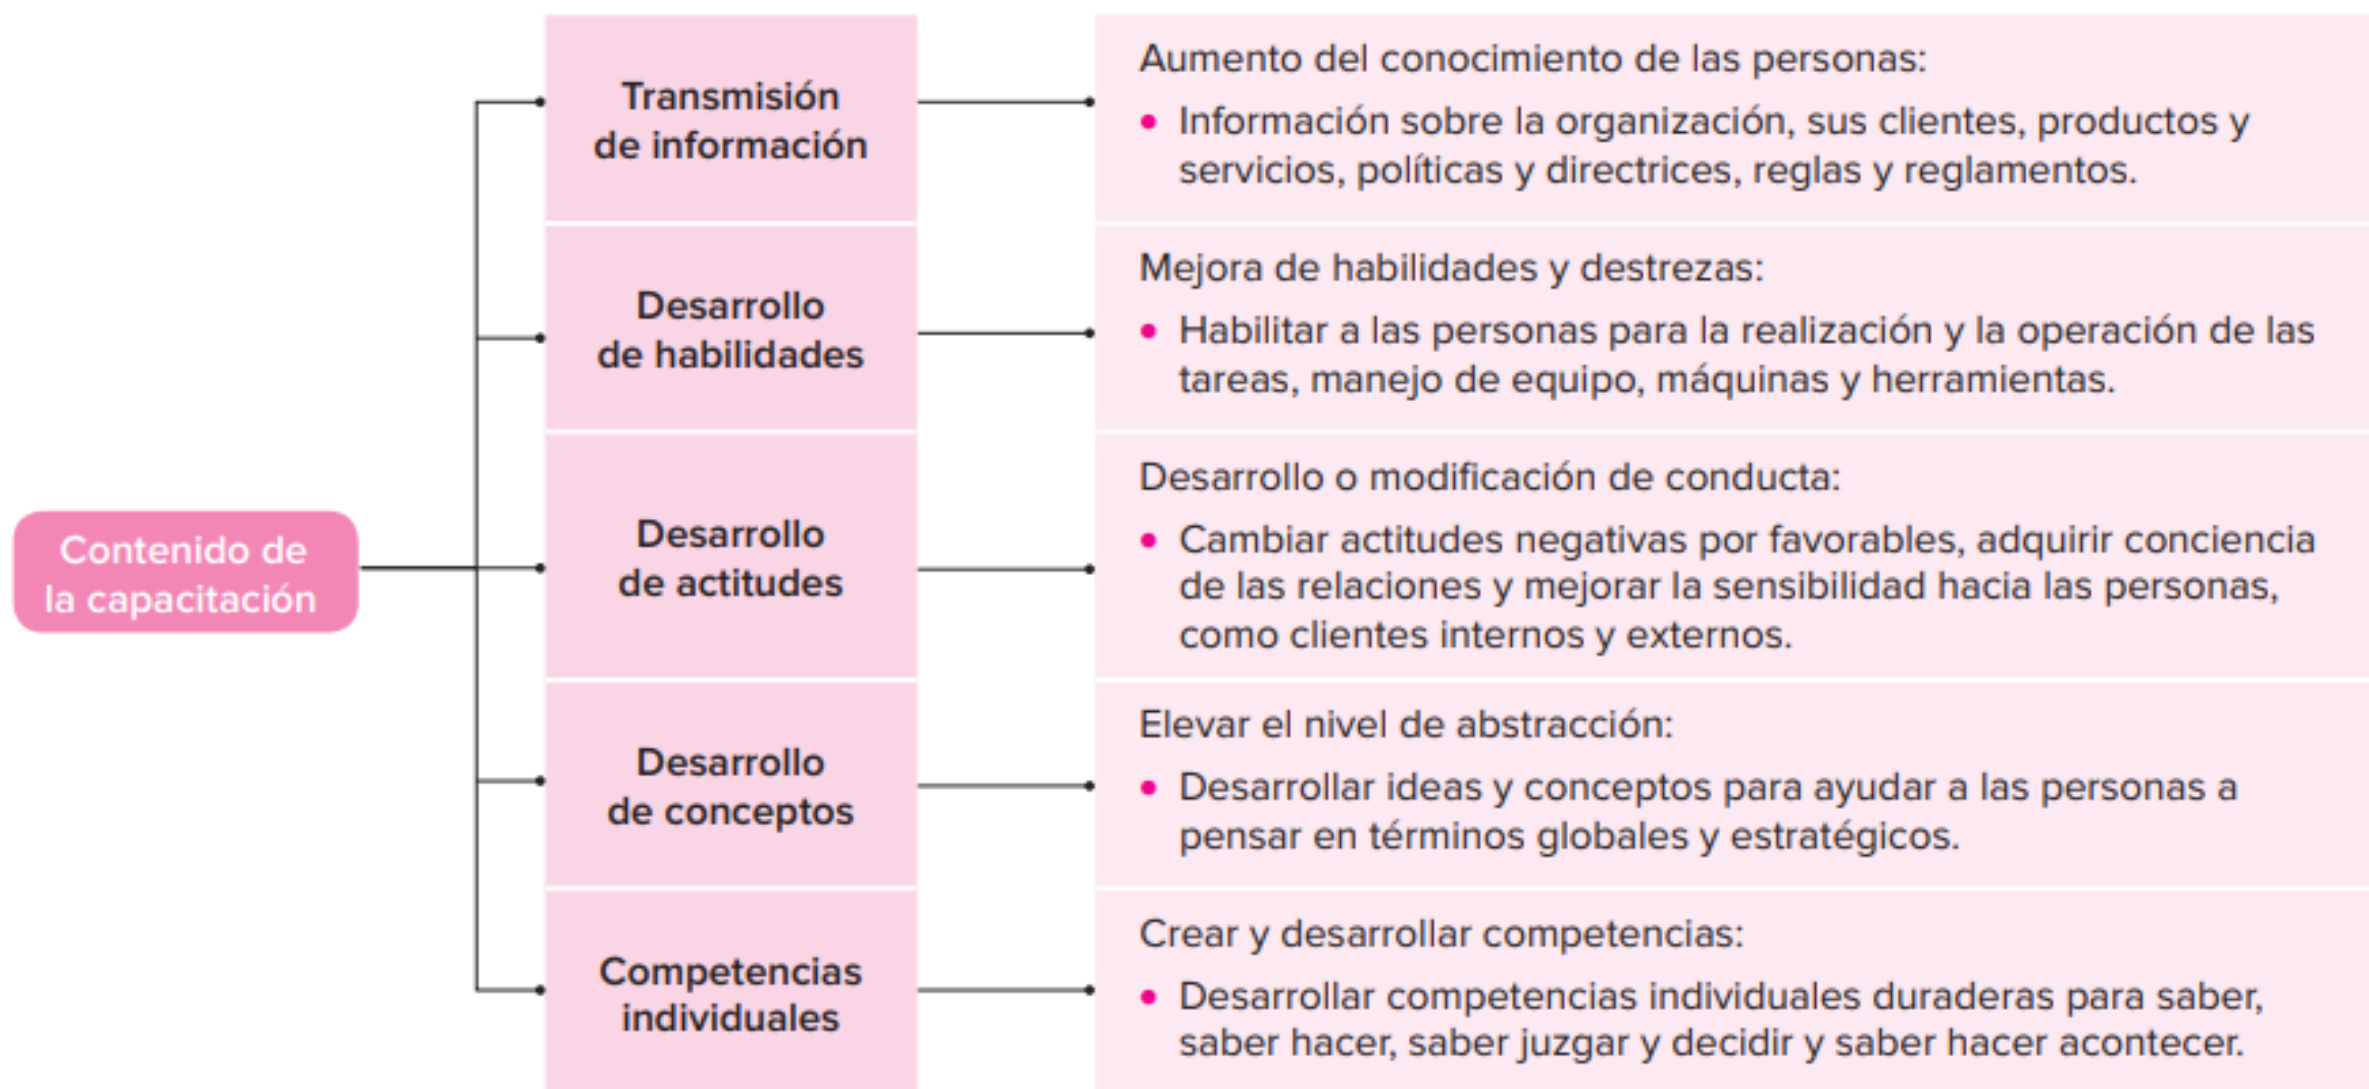 Contenido de
la capacitación
Transmisión
de información
Aumento del conocimiento de las personas:
• Información sobre la organización, sus clientes, productos y
servicios, políticas y directrices, reglas y reglamentos.
Desarrollo
de habilidades
Mejora de habilidades y destrezas:
• Habilitar a las personas para la realización y la operación de las
tareas, manejo de equipo, máquinas y herramientas.
Desarrollo
de actitudes
Desarrollo o modificación de conducta:
• Cambiar actitudes negativas por favorables, adquirir conciencia
de las relaciones y mejorar la sensibilidad hacia las personas,
como clientes internos y externos.
Desarrollo
de conceptos
Elevar el nivel de abstracción:
• Desarrollar ideas y conceptos para ayudar a las personas a
pensar en términos globales y estratégicos.
Competencias
individuales
Crear y desarrollar competencias:
• Desarrollar competencias individuales duraderas para saber,
saber hacer, saber juzgar y decidir y saber hacer acontecer.